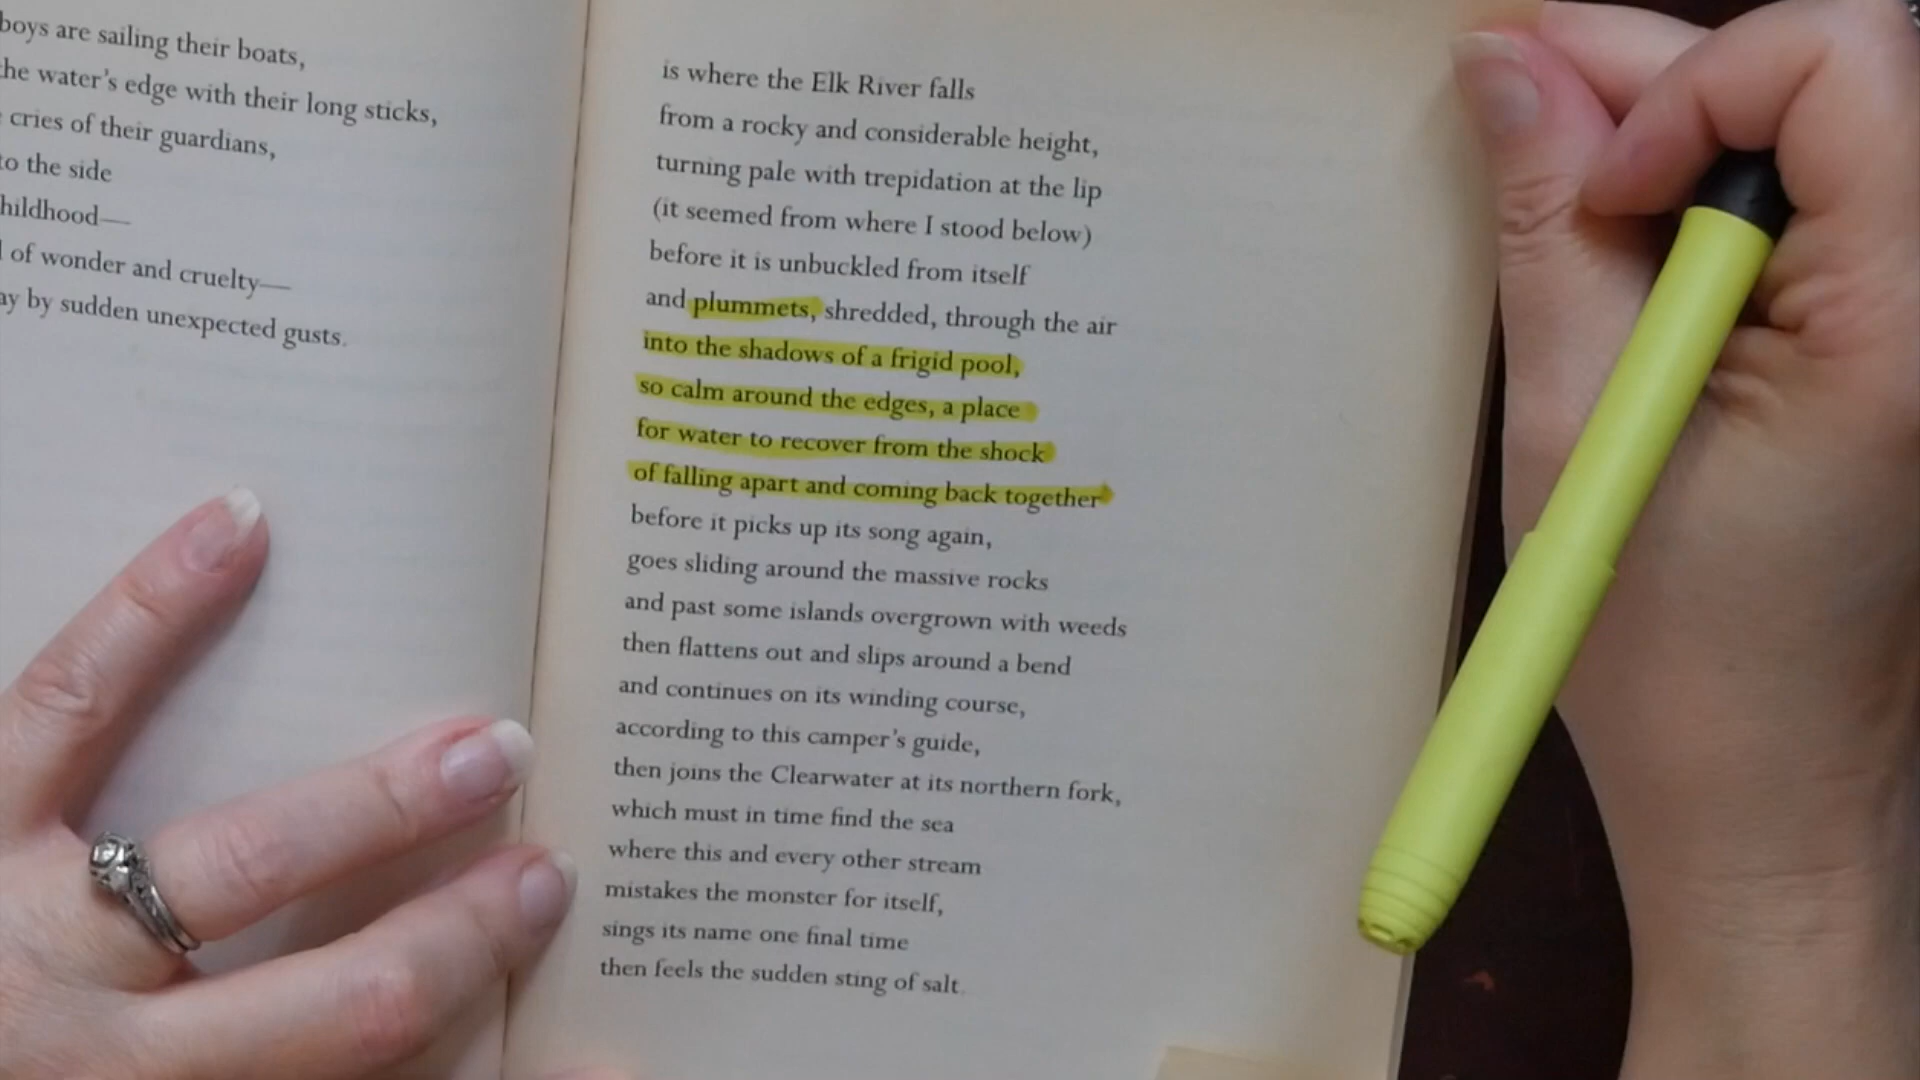 boys are sailing their boats,
the water's edge with their long sticks,
cries of their guardians,
to the side
of wonder and cruelty—
by sudden unexpected gusts.
is where the Elk River falls
from a rocky and considerable height,
turning pale with trepidation at the lip
(it seemed from where I stood below)
before it is unbuckled from itself
and plummets, shredded, through the air
into the shadows of a frigid pool,
so calm around the edges, a place
for water to recover from the shock
of falling apart and coming back together
before it picks up its song again,
goes sliding around the massive rocks
and past some islands overgrown with weeds
then flattens out and slips around a bend
and continues on its winding course,
according to this camper's guide,
then joins the Clearwater at its northern fork,
which must in time find the sea
where this and every other stream
mistakes the monster for itself,
sings its name one final time
then feels the sudden sting of salt.